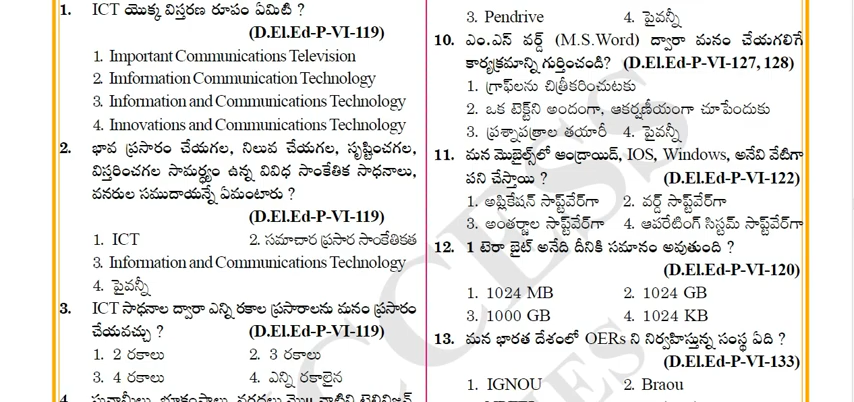 1. ICT యొక్క విస్తరణ రూపం ఏమిటి ?
(D.El.Ed-P-VI-119)
1. Important Communications Television
2. Imformation Communication Technology
3. Information and Communications Technology
4. Innovations and Communications Technology
2. భావ ప్రసారం చేయగల, నిలువ చేయగల, సృష్టించగల,
విస్తరించగల సామర్థ్యం ఉన్న వివిధ సాంకేతిక సాధనాలు,
వనరుల సముదాయన్నే ఏమంటారు ?
(D.El.Ed-P-VI-119)
1. ICT 2. సమాచార ప్రసార సాంకేతికత
3. Information and Communications Technology
4. పైవన్నీ
3. ICT సాధనాల ద్వారా ఎన్ని రకాల ప్రసారాలను మనం ప్రసారం
చేయవచ్చు ? (D.El.Ed-P-VI-119)
1. 2 రకాలు 2. 3 రకాలు
3. 4 రకాలు 4. ఎన్ని రకాలైన
4. సునామీలు, భూకంపాలు, వరదలు
3. Pendrive 4. పైవన్నీ
10. ఎం.ఎన్ వర్డ్ (M.S.Word) ద్వారా మనం చేయగలిగే
కార్యక్రమాన్ని గుర్తించండి? (D.El.Ed-P-VI-127, 128)
1. గ్రాఫ్‌లను చిత్రీకరించుటకు
2. ఒక టెక్ట్‌ని అందంగా, ఆకర్షణీయంగా చూపేందుకు
3. ప్రశ్నాపత్రాల తయారీ 4. పైవన్నీ
11. మన మొబైల్స్‌లో ఆండ్రాయిడ్, IOS, Windows, అనేవి వేటిగా
పని చేస్తాయి ? (D.El.Ed-P-VI-122)
1. అప్లికేషన్ సాఫ్ట్‌వేర్‌గా 2. వర్డ్ సాఫ్ట్‌వేర్‌గా
3. అంతర్జాల సాఫ్ట్‌వేర్‌గా 4. ఆపరేటింగ్ సిస్టమ్ సాఫ్ట్‌వేర్‌గా
12. 1 టెరా బైట్ అనేది దీనికి సమానం అవుతుంది ?
(D.El.Ed-P-VI-120)
1. 1024 MB 2. 1024 GB
3. 1000 GB 4. 1024 KB
13. మన భారత దేశంలో OERs ని నిర్వహిస్తున్న సంస్థ ఏది ?
(D.El.Ed-P-VI-133)
1. IGNOU 2. Braou